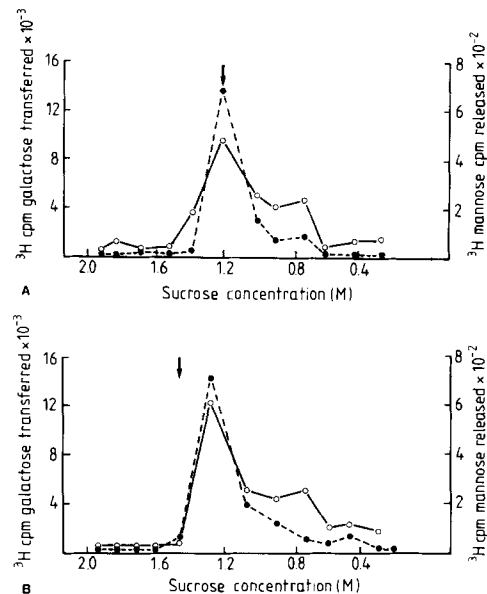 ³H cpm galactose transferred ×10⁻³
16
12
8
4
8
6
4
2
³H mannose cpm released ×10⁻²
2.0 1.6 1.2 0.8 0.4
A
Sucrose concentration (M)
³H cpm galactose transferred ×10⁻³
16
12
8
4
8
6
4
2
³H cpm mannose released ×10⁻²
2.0 1.6 1.2 0.8 0.4
B
Sucrose concentration (M)